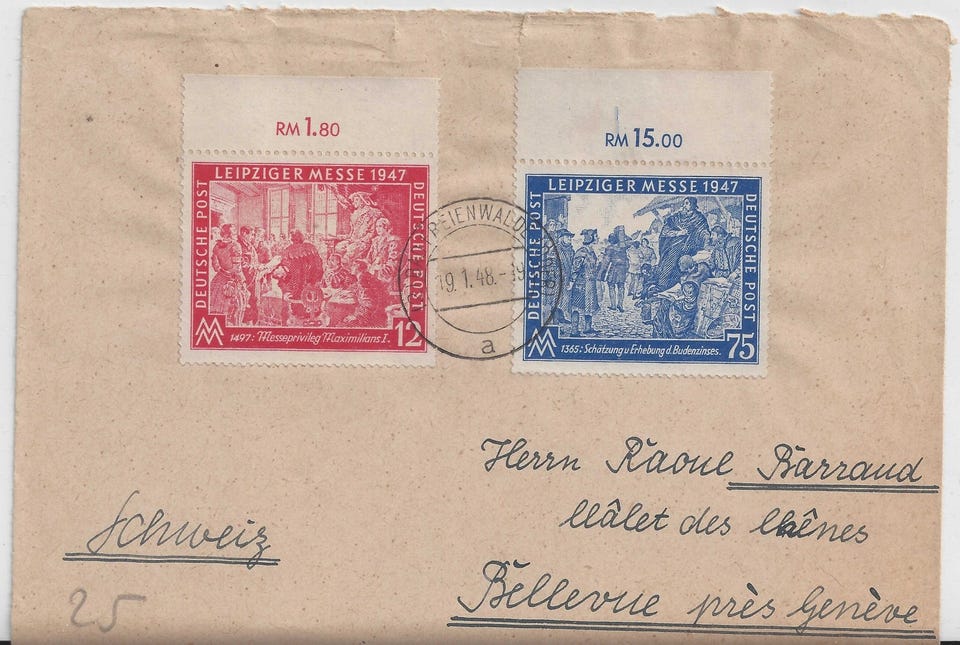 RM 1.80
RM 15.00
LEIPZIGER MESSE 1947
DEUTSCHE POST
DEUTSCHE POST
1497: Messeprivileg Maximilians I. 12
LEIPZIGER MESSE 1947
DEUTSCHE POST
DEUTSCHE POST
1365: Schätzung u Erhebung d. Budenzinses. 75
19.1.48.-19
a
Herrn Raoul Barraud
des Chênes
Schweiz
Bellevue près Genève
25